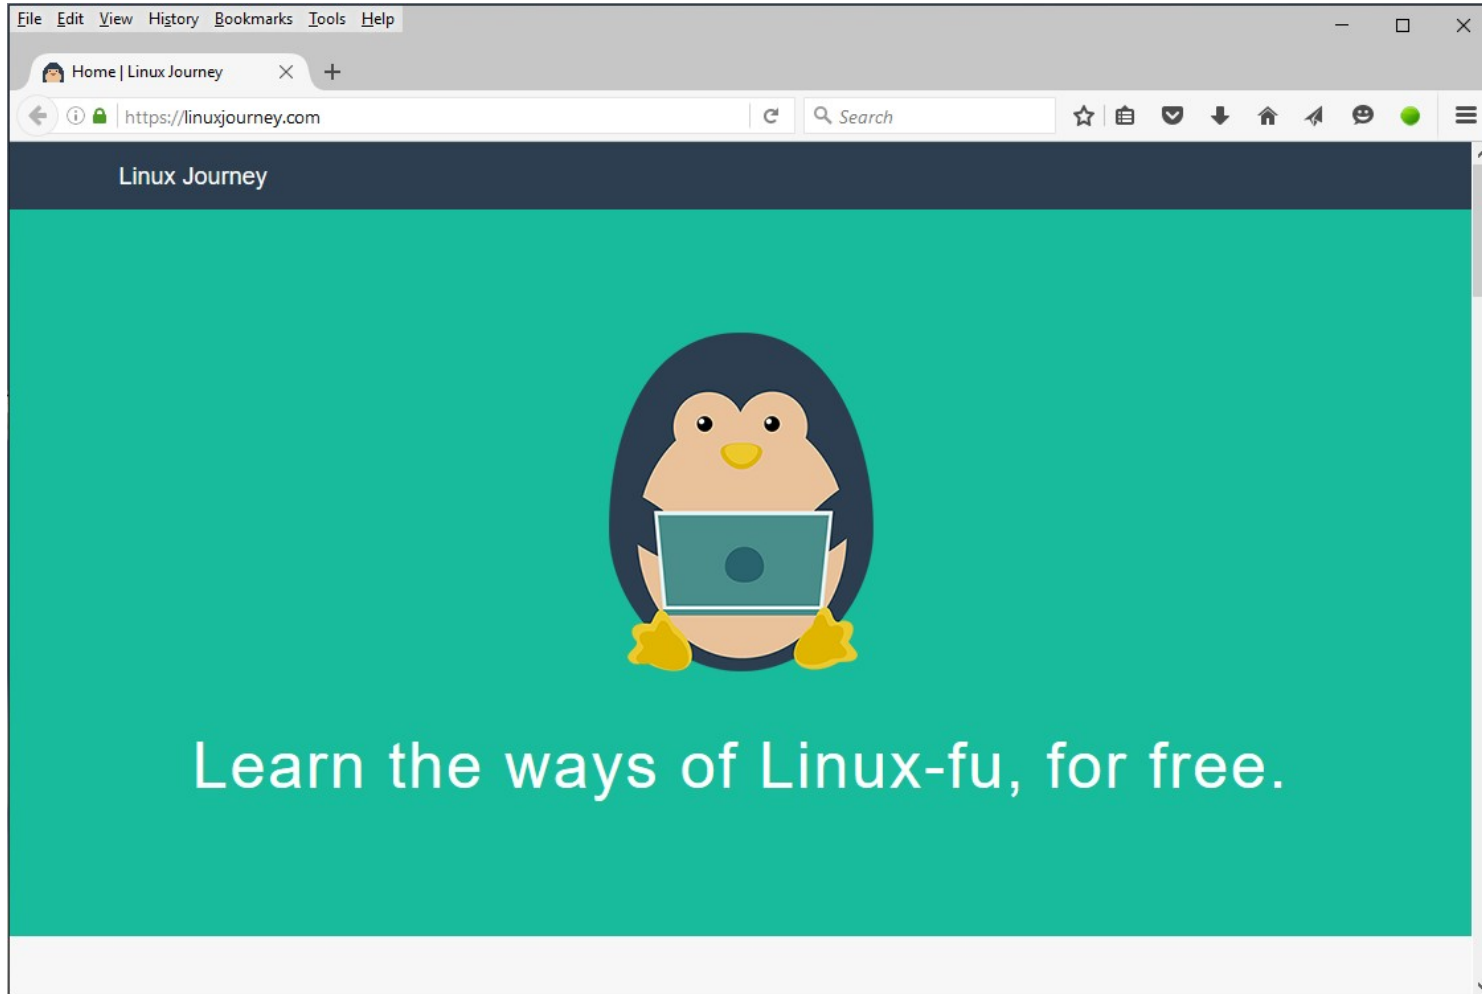 File Edit View History Bookmarks Tools Help
Home | Linux Journey
https://linuxjourney.com
Search
Linux Journey
Learn the ways of Linux-fu, for free.